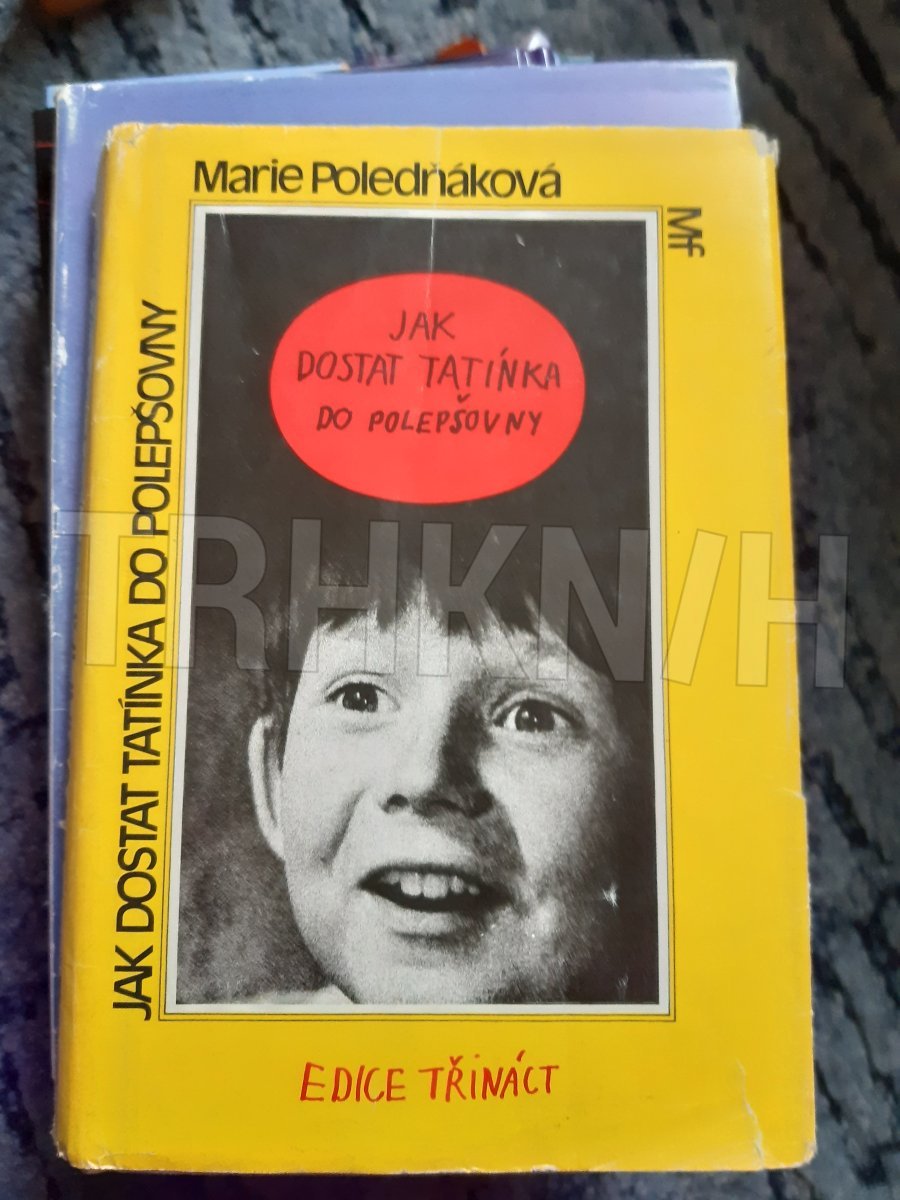 Marie Poledňáková
Mf
JAK
DOSTAT TATÍNKA
DO POLEPŠOVNY
JAK DOSTAT TATÍNKA DO POLEPŠOVNY
TRHKNIH
EDICE TŘINÁCT